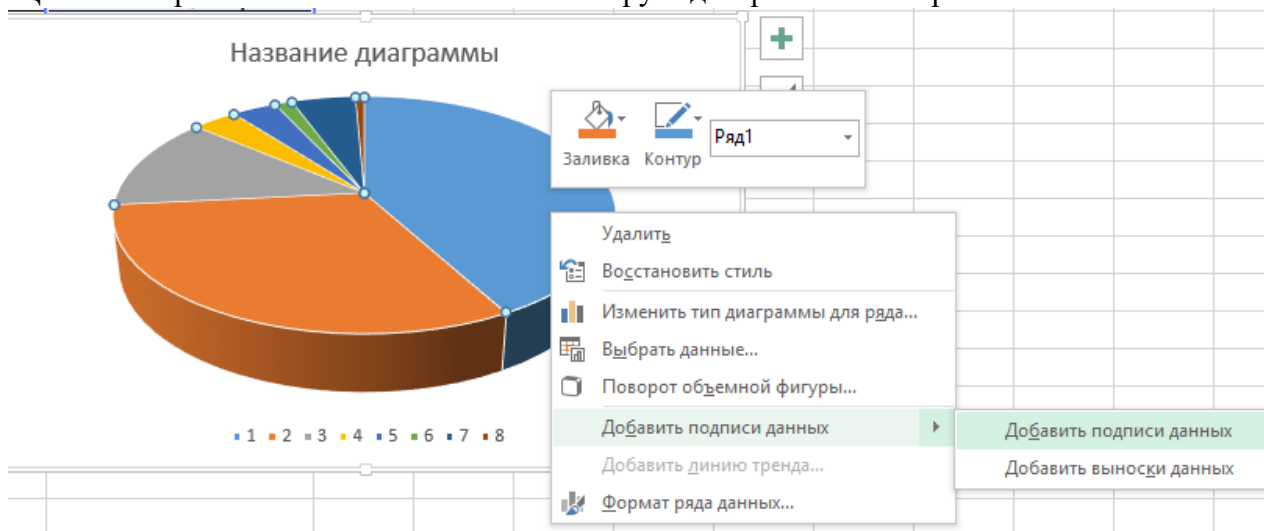 Название диаграммы
Заливка Контур Ряд1
Удалить
Восстановить стиль
Изменить тип диаграммы для ряда...
Выбрать данные...
Поворот объемной фигуры...
1 2 3 4 5 6 7 8
Добавить подписи данных
Добавить подписи данных
Добавить линию тренда...
Добавить выноски данных
Формат ряда данных...